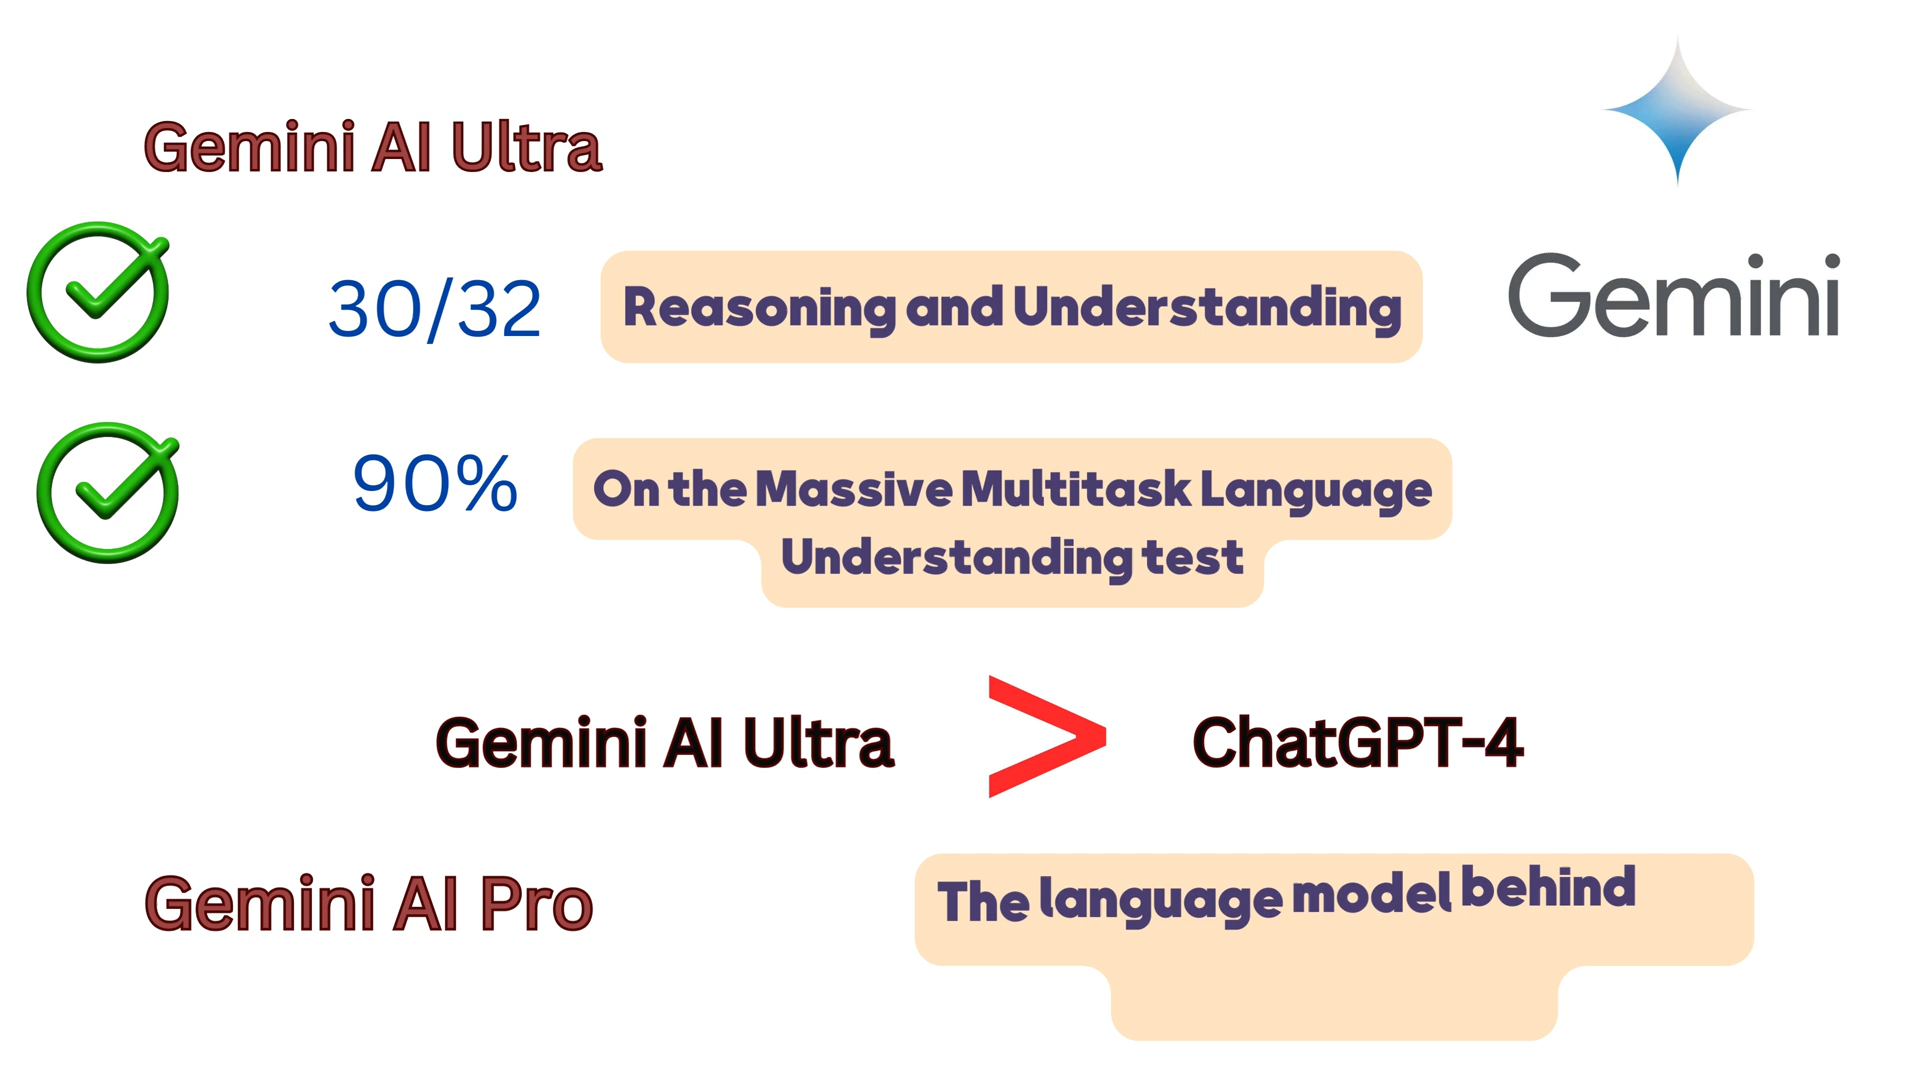 Gemini AI Ultra
30/32
Reasoning and Understanding
Gemini
90%
On the Massive Multitask Language
Understanding test
Gemini AI Ultra > ChatGPT-4
Gemini AI Pro
The language model behind